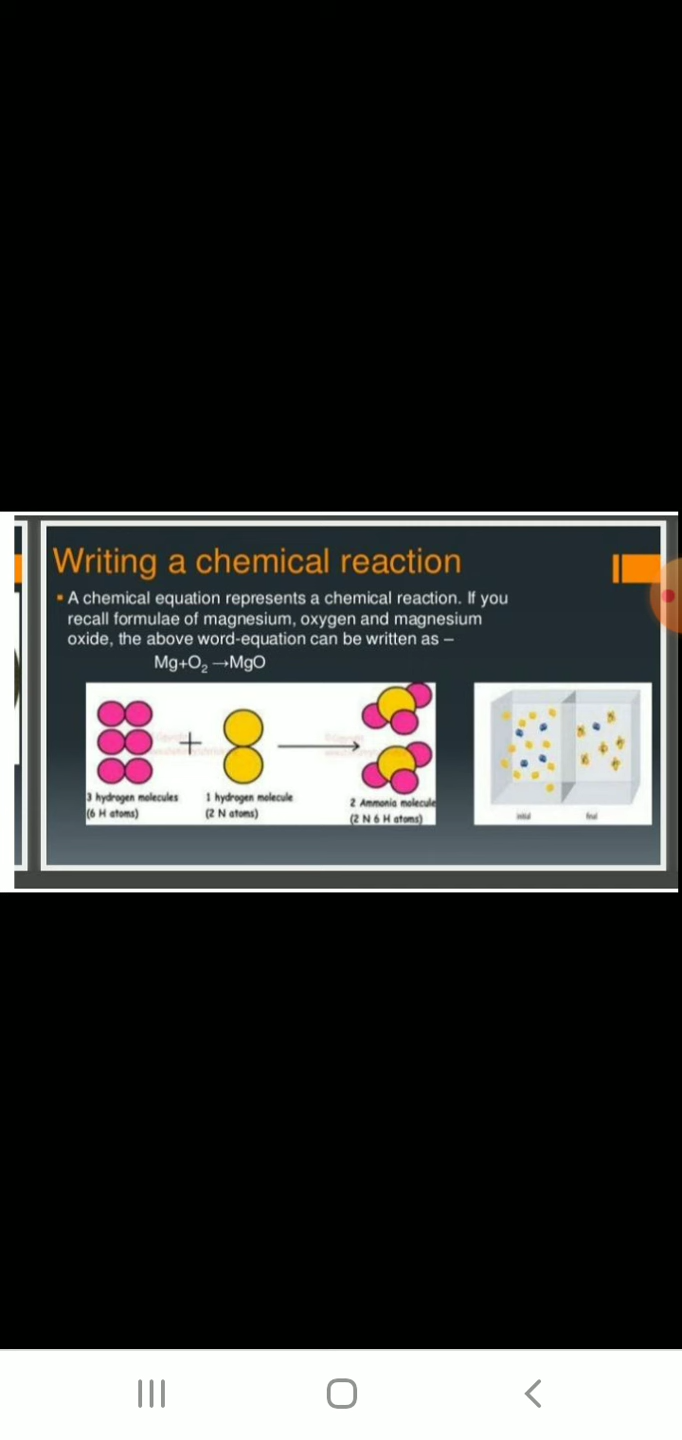 Writing a chemical reaction
▪ A chemical equation represents a chemical reaction. If you
recall formulae of magnesium, oxygen and magnesium
oxide, the above word-equation can be written as –
Mg+O₂ →MgO
+
3 hydrogen molecules
(6 H atoms)
1 hydrogen molecule
(2 N atoms)
2 Ammonia molecule
(2 N 6 H atoms)
initial
final